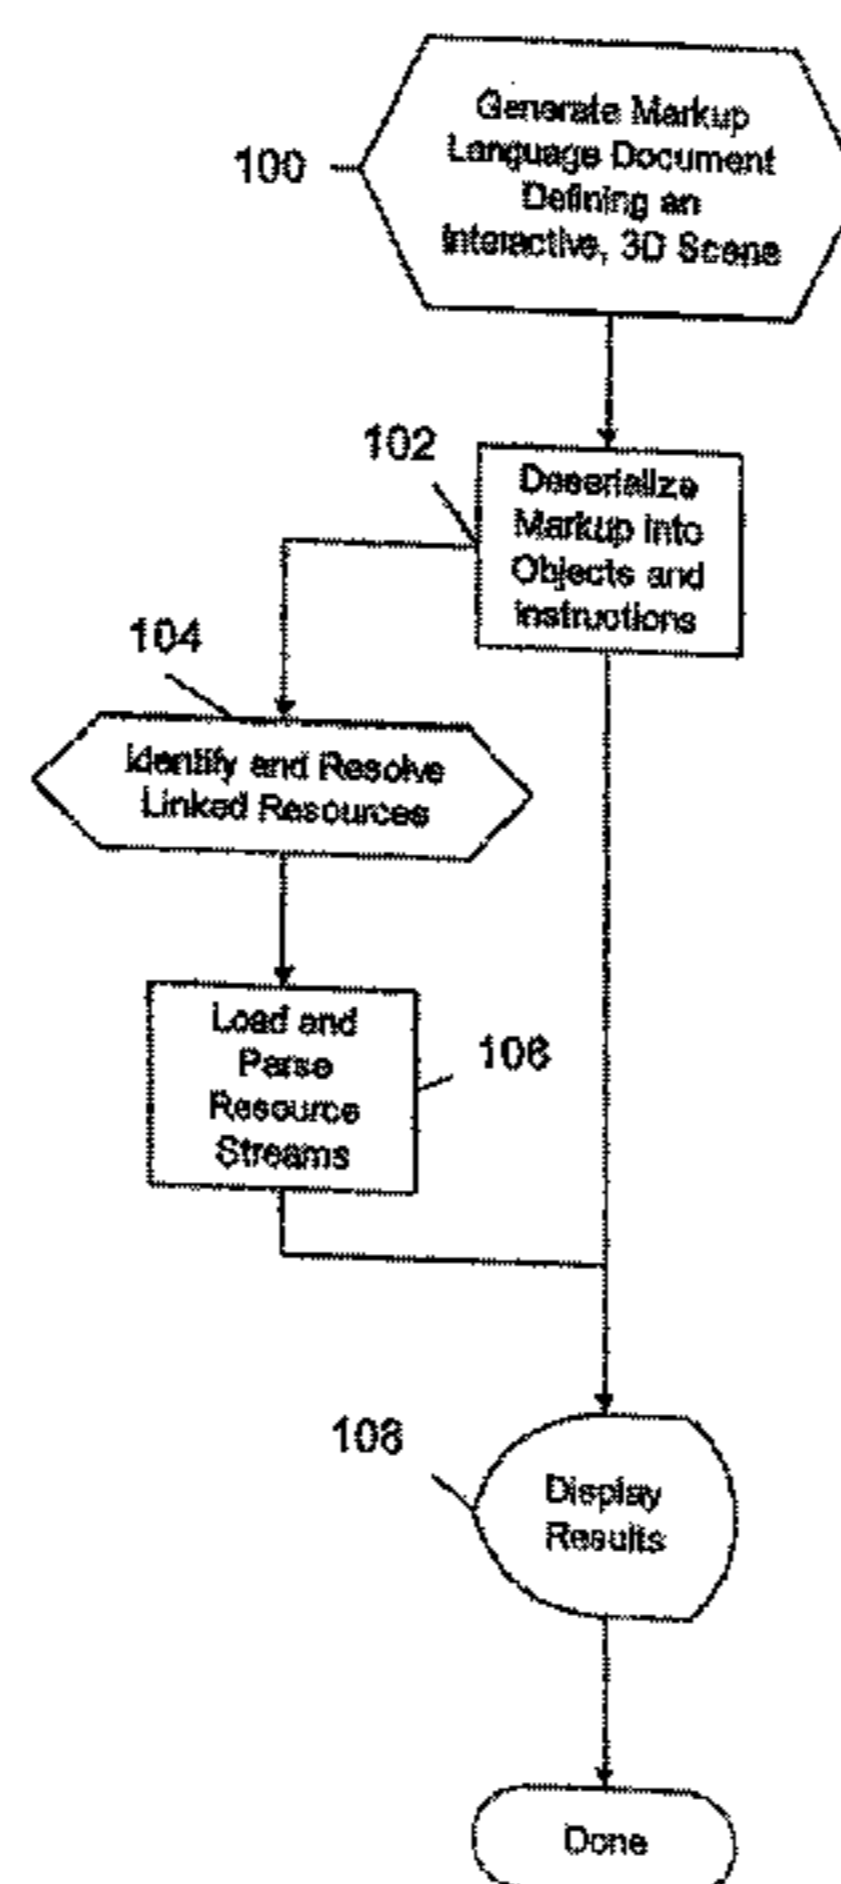 100
Generate Markup
Language Document
Defining an
Interactive, 3D Scene
102
Deserialize
Markup into
Objects and
Instructions
104
Identify and Resolve
Linked Resources
Load and
Parse
Resource
Streams
106
108
Display
Results
Done